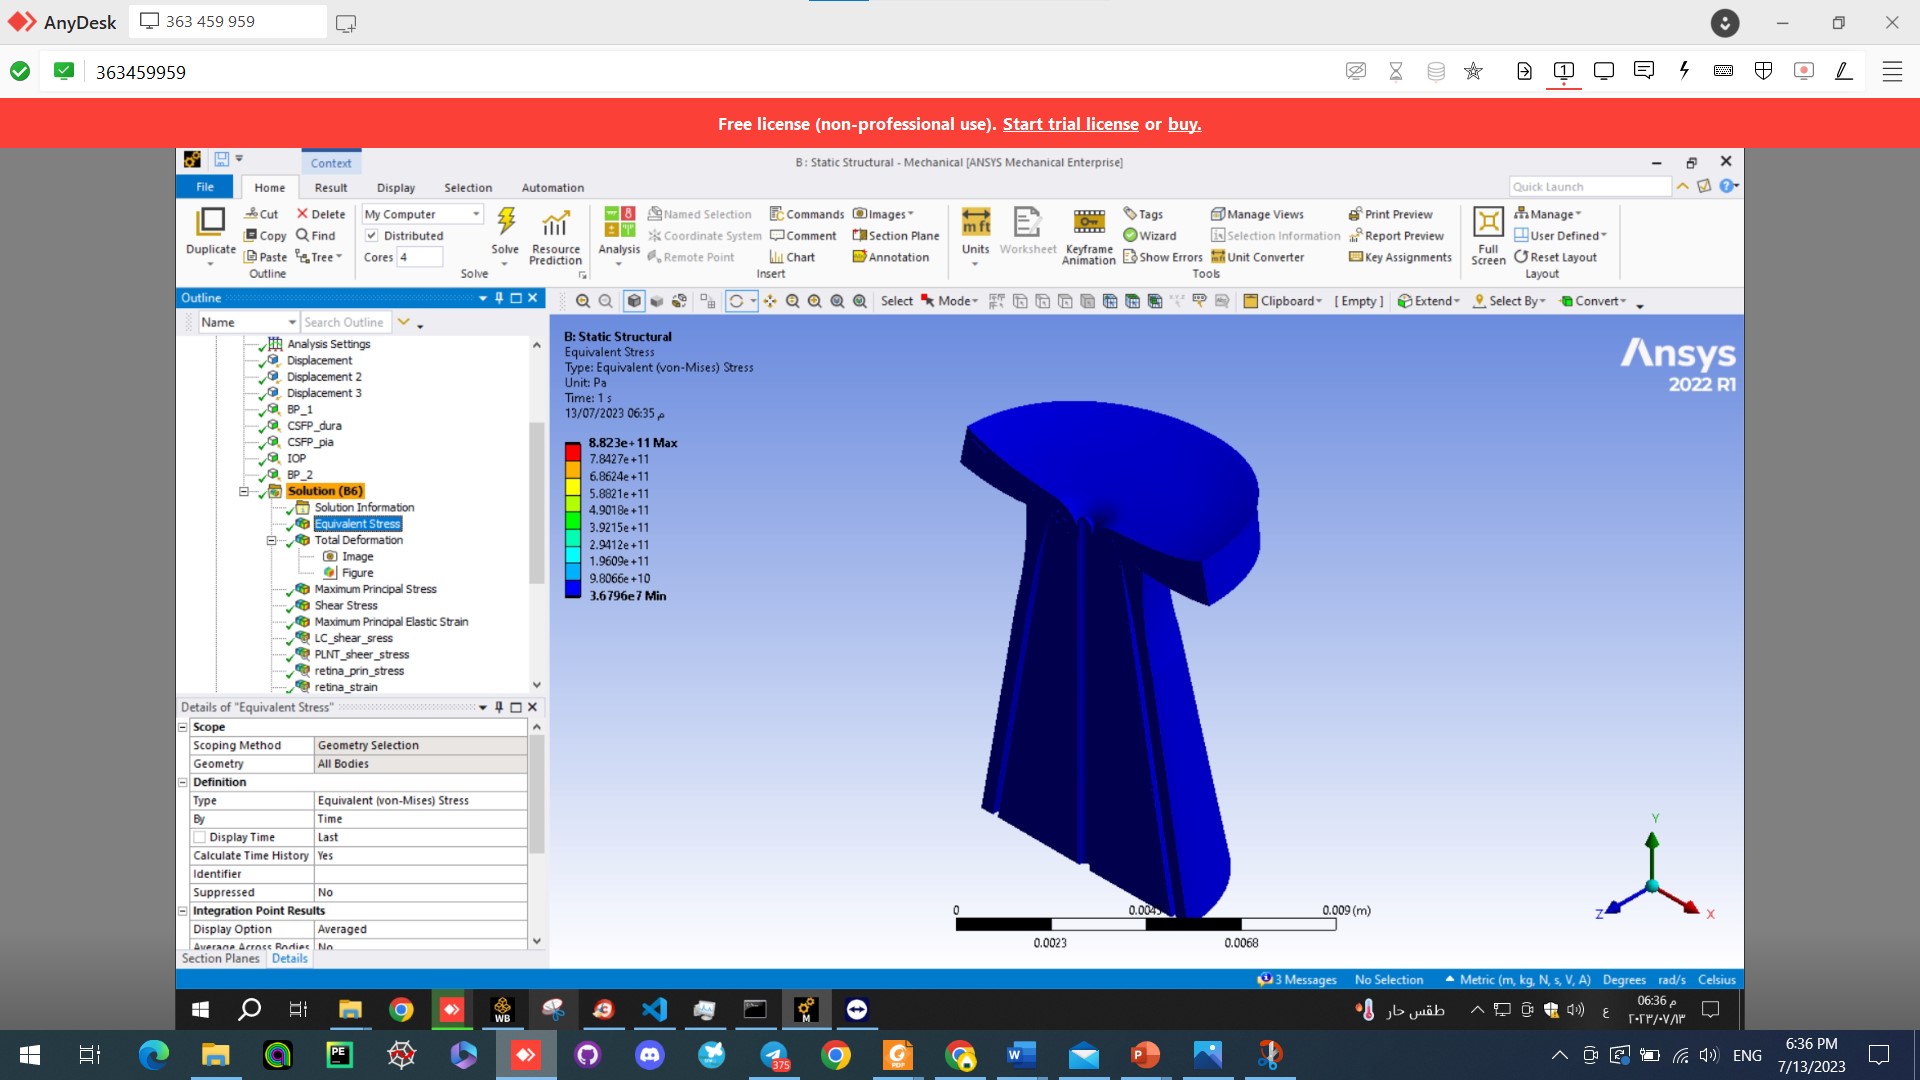 AnyDesk
363 459 959
363459959
Free license (non-professional use). Start trial license or buy.
Context
B : Static Structural - Mechanical [ANSYS Mechanical Enterprise]
File Home Result Display Selection Automation
Quick Launch
Duplicate
Cut
Delete
Copy
Find
Paste
Tree
Outline
My Computer
Distributed
Cores 4
Solve
Resource Prediction
Solve
Analysis
Named Selection
Coordinate System
Remote Point
Commands
Comment
Chart
Images
Section Plane
Annotation
Insert
Units
Worksheet
Keyframe Animation
Tags
Wizard
Show Errors
Manage Views
Selection Information
Unit Converter
Print Preview
Report Preview
Key Assignments
Tools
Full Screen
Manage
User Defined
Reset Layout
Layout
Outline
Select Mode Clipboard [ Empty ] Extend Select By Convert
Name Search Outline
Analysis Settings
Displacement
Displacement 2
Displacement 3
BP_1
CSFP_dura
CSFP_pia
IOP
BP_2
Solution (B6)
Solution Information
Equivalent Stress
Total Deformation
Image
Figure
Maximum Principal Stress
Shear Stress
Maximum Principal Elastic Strain
LC_shear_sress
PLNT_sheer_stress
retina_prin_stress
retina_strain
Details of "Equivalent Stress"
Scope
Scoping Method Geometry Selection
Geometry All Bodies
Definition
Type Equivalent (von-Mises) Stress
By Time
Display Time Last
Calculate Time History Yes
Identifier
Suppressed No
Integration Point Results
Display Option Averaged
Average Across Bodies No
Section Planes Details
B: Static Structural
Equivalent Stress
Type: Equivalent (von-Mises) Stress
Unit: Pa
Time: 1 s
13/07/2023 06:35 م
8.823e+11 Max
7.8427e+11
6.8624e+11
5.8821e+11
4.9018e+11
3.9215e+11
2.9412e+11
1.9609e+11
9.8066e+10
3.6796e7 Min
Ansys
2022 R1
Y
Z
X
0 0.0045 0.009 (m)
0.0023 0.0068
3 Messages No Selection Metric (m, kg, N, s, V, A) Degrees rad/s Celsius
WB
M
طقس حار
ع
06:36 م
٢٠٢٣/٠٧/١٣
PE
375
PDF
ENG
6:36 PM
7/13/2023